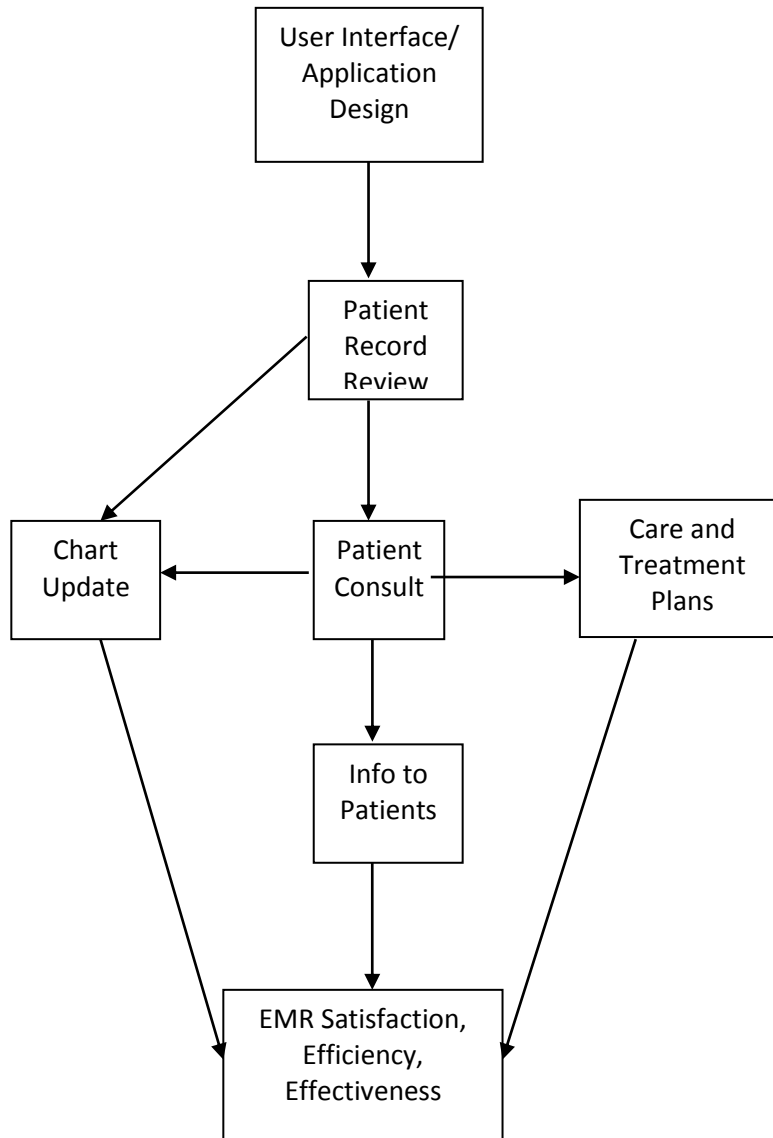 User Interface/
Application
Design
Patient
Record
Review
Chart
Update
Patient
Consult
Care and
Treatment
Plans
Info to
Patients
EMR Satisfaction,
Efficiency,
Effectiveness